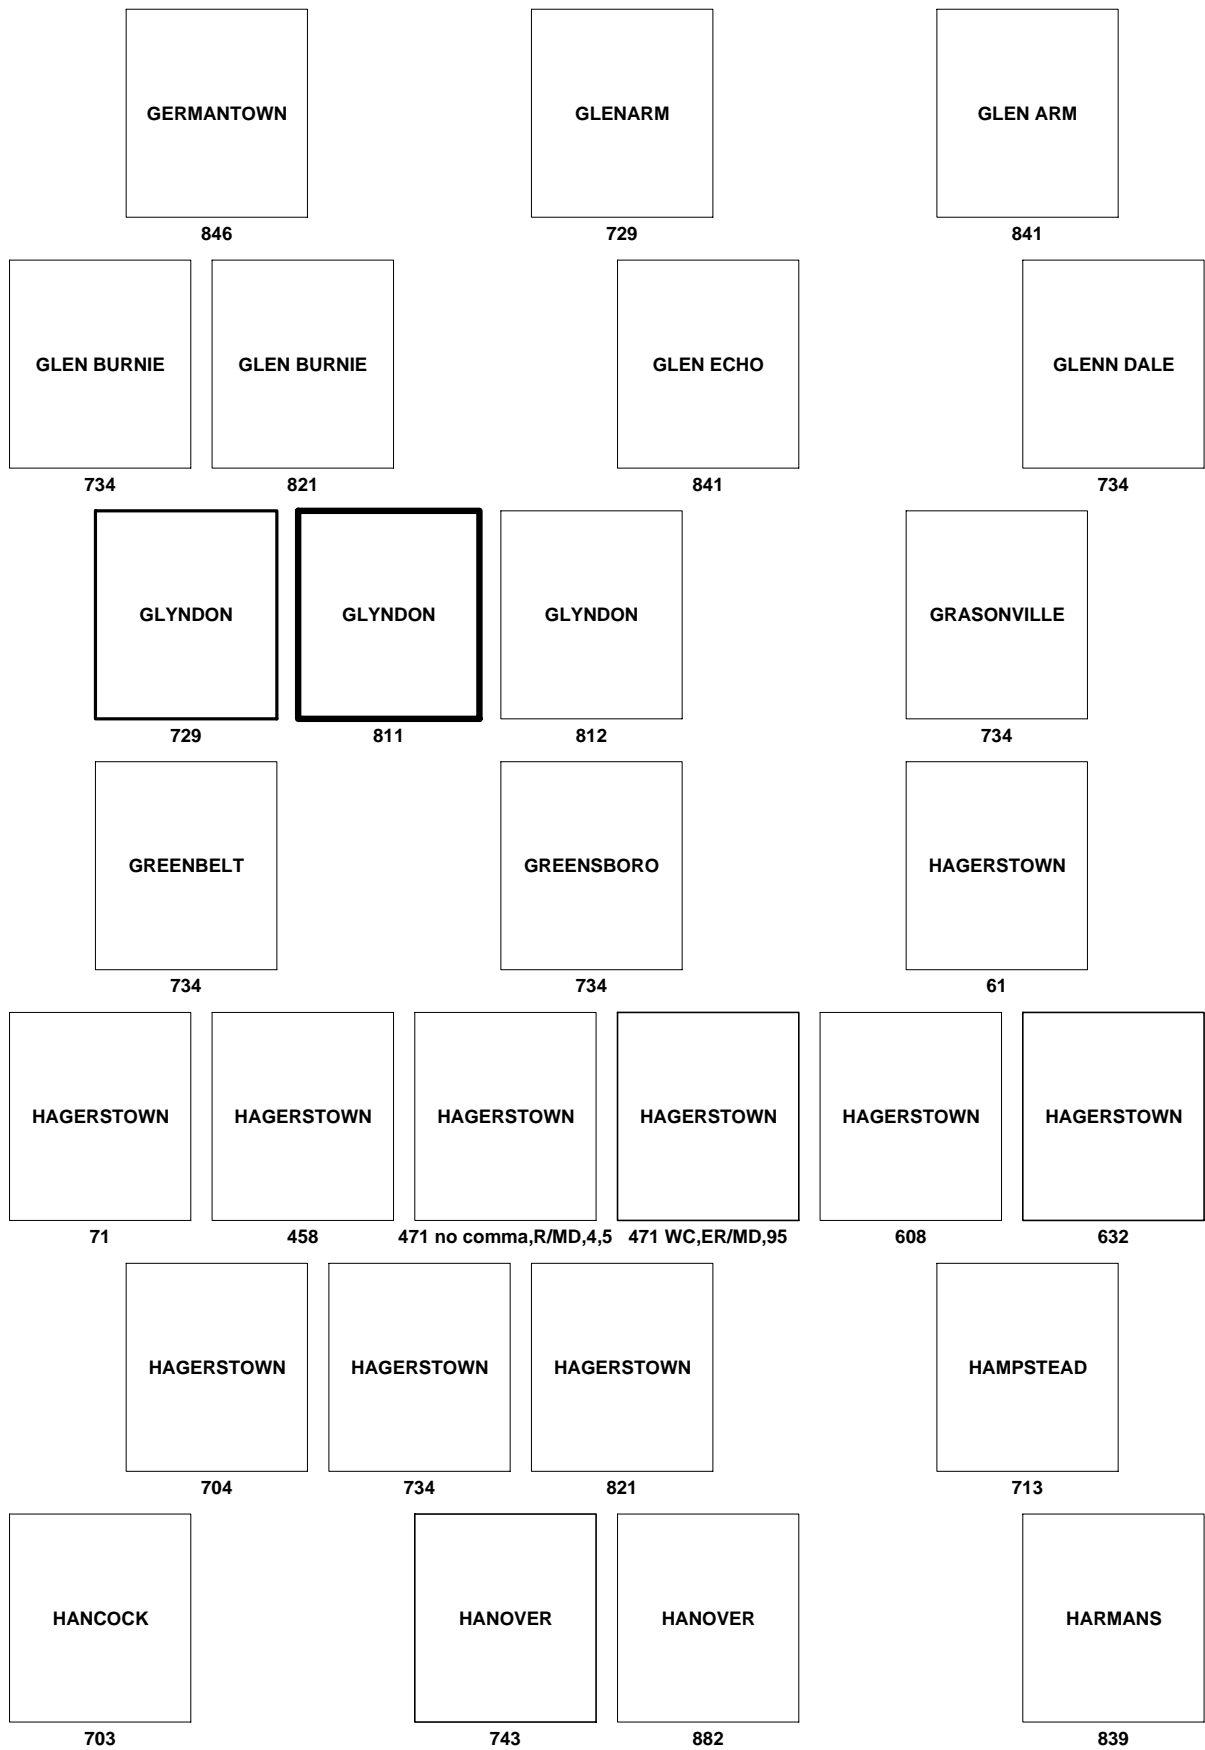 GERMANTOWN GLENARM GLEN ARM
846 729 841
GLEN BURNIE GLEN BURNIE GLEN ECHO GLENN DALE
734 821 841 734
GLYNDON GLYNDON GLYNDON GRASONVILLE
729 811 812 734
GREENBELT GREENSBORO HAGERSTOWN
734 734 61
HAGERSTOWN HAGERSTOWN HAGERSTOWN HAGERSTOWN HAGERSTOWN HAGERSTOWN
71 458 471 no comma,R/MD,4,5 471 WC,ER/MD,95 608 632
HAGERSTOWN HAGERSTOWN HAGERSTOWN HAMPSTEAD
704 734 821 713
HANCOCK HANOVER HANOVER HARMANS
703 743 882 839